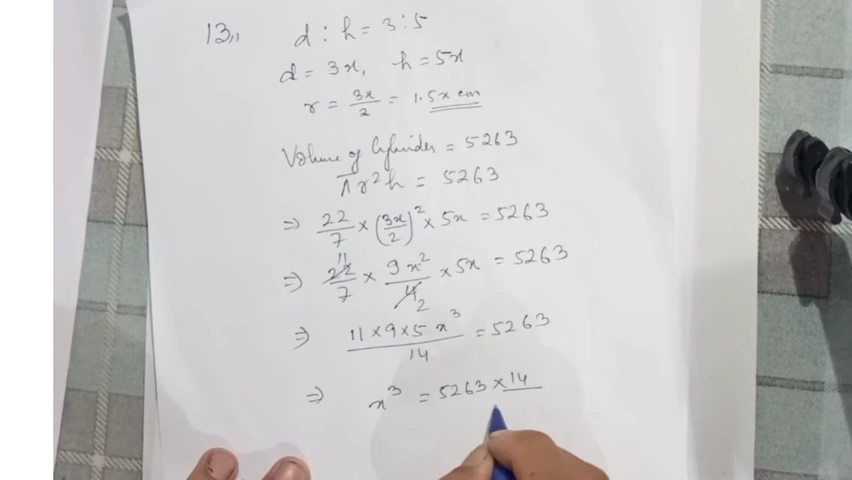 13,, d : h = 3 : 5
d = 3x, h = 5x
r = 3x/2 = 1.5x cm
Volume of Cylinder = 5263
πr²h = 5263
⇒ 22/7 × (3x/2)² × 5x = 5263
⇒ 22/7 × 9x²/4 × 5x = 5263
11 2
⇒ 11×9×5 x³/14 = 5263
⇒ x³ = 5263 × 14